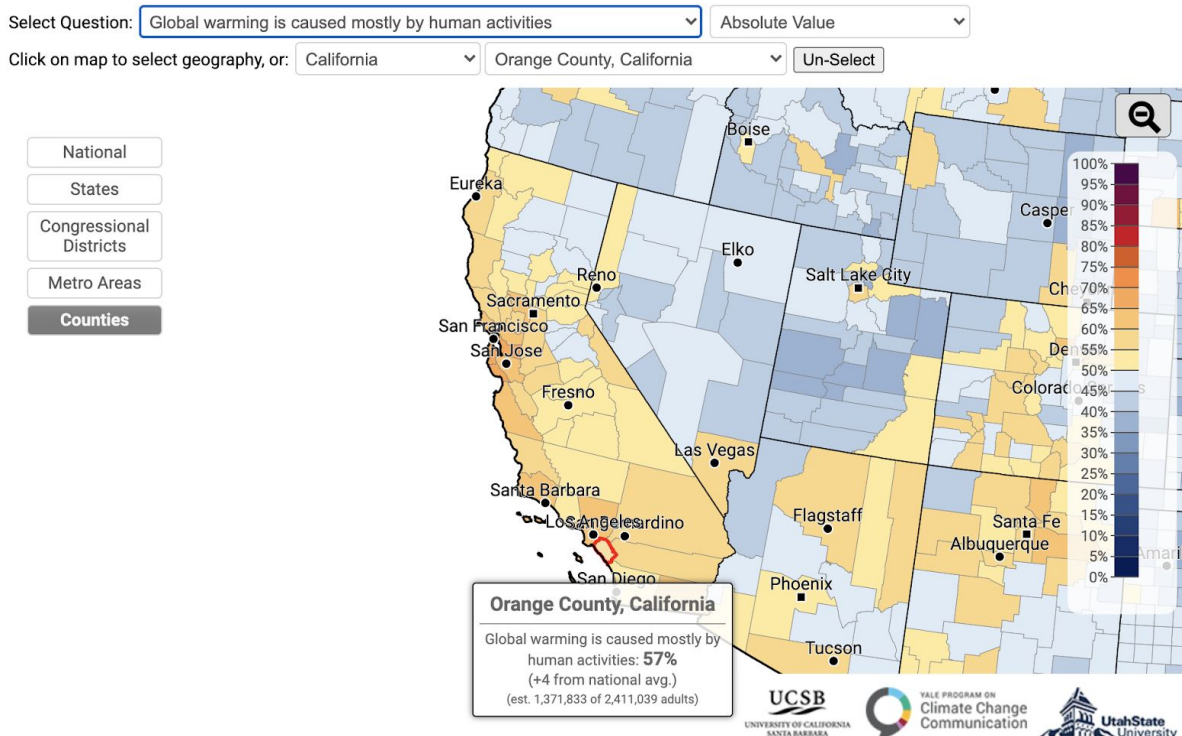 Select Question: Global warming is caused mostly by human activities Absolute Value
Click on map to select geography, or: California Orange County, California Un-Select
National
States
Congressional
Districts
Metro Areas
Counties
Boise
Eureka
Casper
Elko
Reno
Salt Lake City
Sacramento
San Francisco
San Jose
Fresno
Las Vegas
Santa Barbara
Los Angeles
Flagstaff
Santa Fe
Albuquerque
San Diego
Phoenix
Tucson
100%
95%
90%
85%
80%
75%
70%
65%
60%
55%
50%
45%
40%
35%
30%
25%
20%
15%
10%
5%
0%
Orange County, California
Global warming is caused mostly by
human activities: 57%
(+4 from national avg.)
(est. 1,371,833 of 2,411,039 adults)
UCSB
UNIVERSITY OF CALIFORNIA
SANTA BARBARA
YALE PROGRAM ON
Climate Change
Communication
UtahState
University